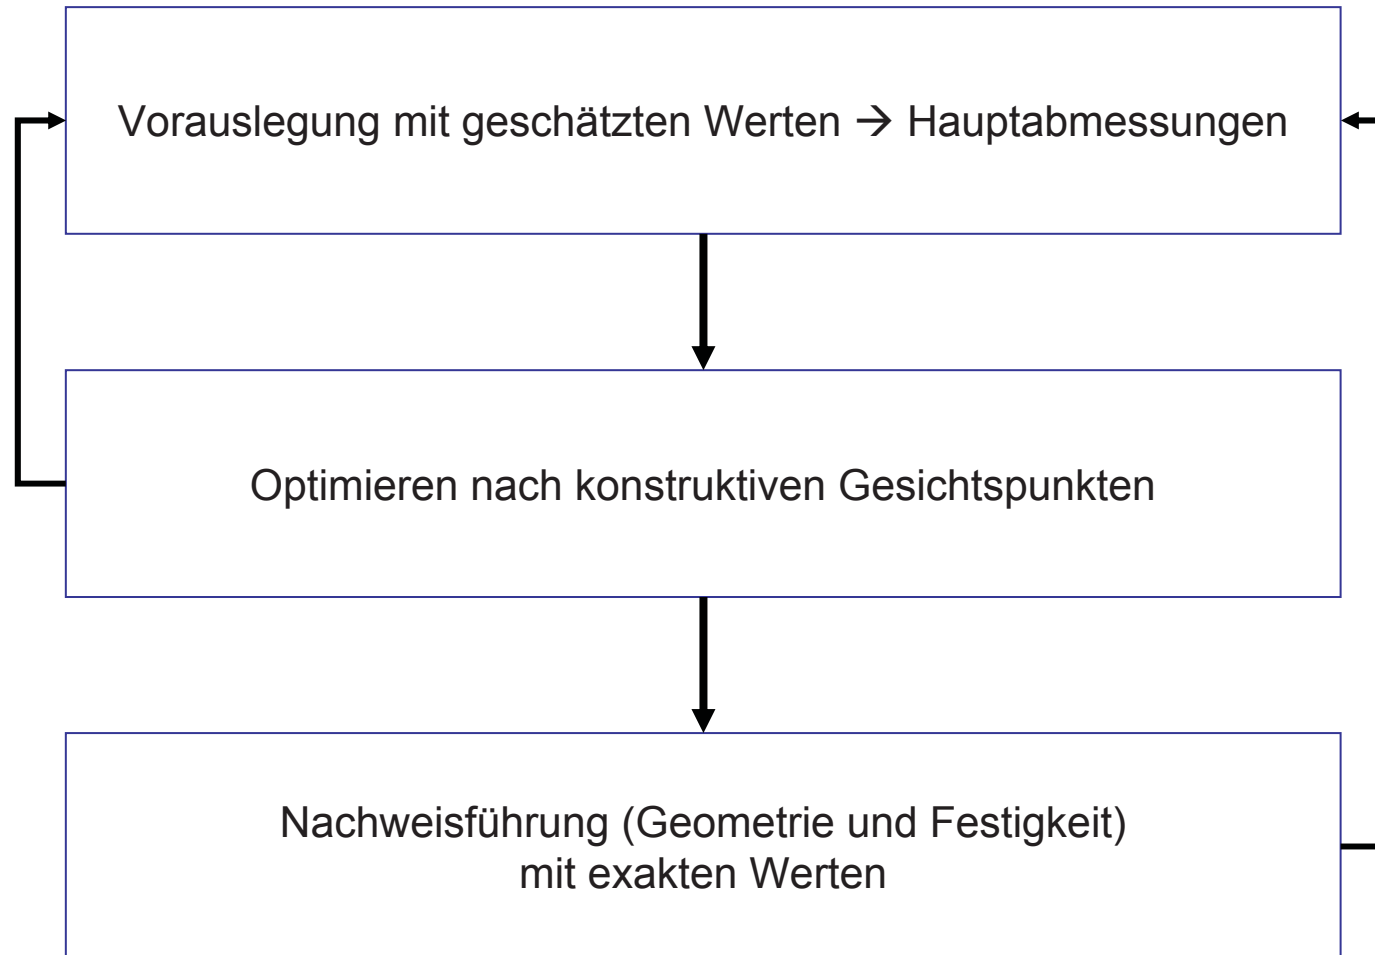 Vorauslegung mit geschätzten Werten → Hauptabmessungen
Optimieren nach konstruktiven Gesichtspunkten
Nachweisführung (Geometrie und Festigkeit)
mit exakten Werten